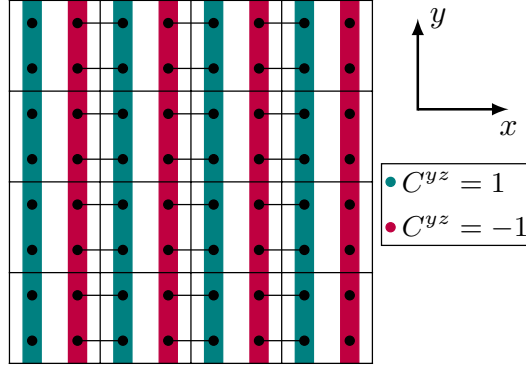 y
x
C^{yz} = 1
C^{yz} = −1